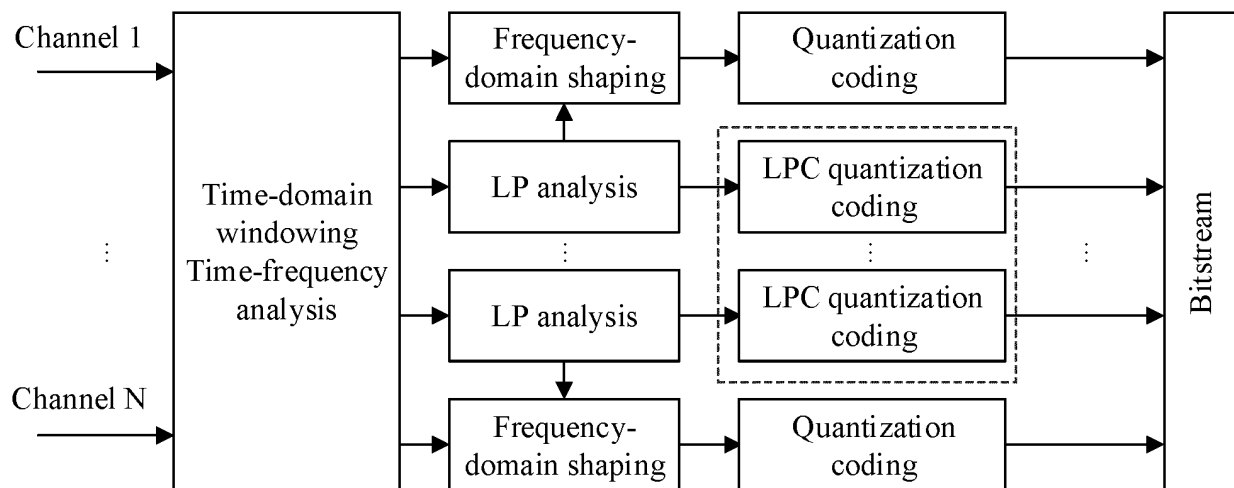 Channel 1
Channel N
Time-domain
windowing
Time-frequency
analysis
Frequency-
domain shaping
Quantization
coding
LP analysis
LPC quantization
coding
LP analysis
LPC quantization
coding
Frequency-
domain shaping
Quantization
coding
Bitstream